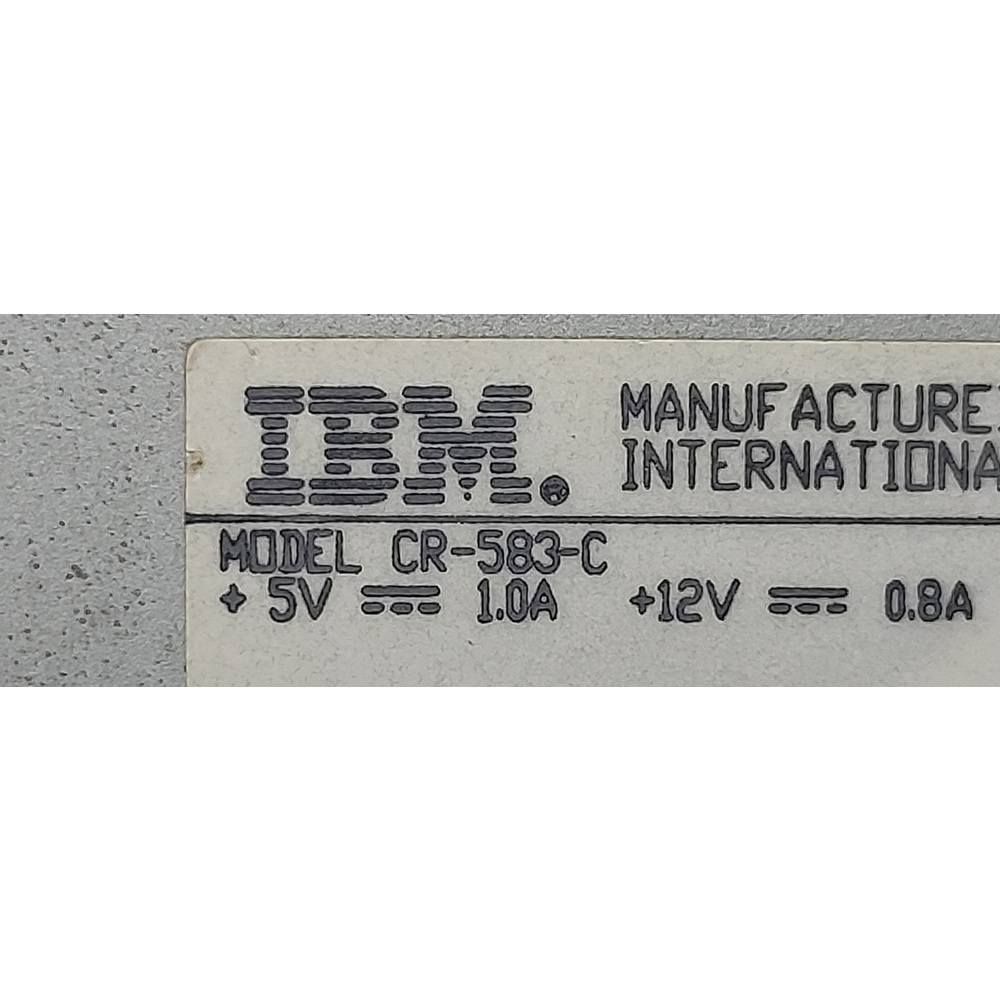 IBM® MANUFACTURE
INTERNATIONA
MODEL CR-583-C
+ 5V ⎓ 1.0A +12V ⎓ 0.8A